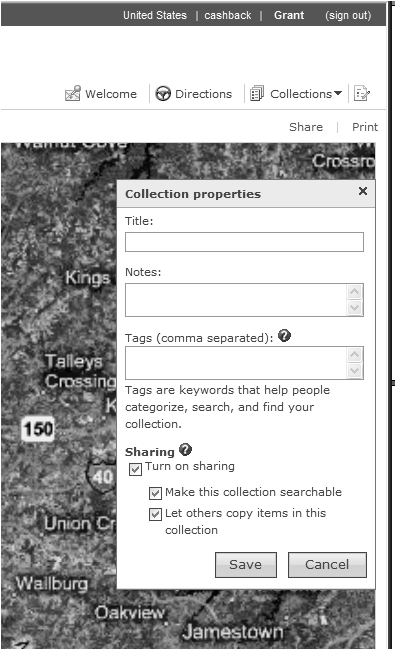 United States | cashback | Grant (sign out)
Welcome Directions Collections
Share | Print
Walnut Cove
Crossro
Collection properties x
Title:
Kings
Notes:
Tags (comma separated): ?
Talleys
Crossing
K
Tags are keywords that help people
categorize, search, and find your
collection.
150
Sharing ?
Turn on sharing
40
Make this collection searchable
Union Cr
Let others copy items in this
collection
Save Cancel
Wallburg
Oakview
Jamestown